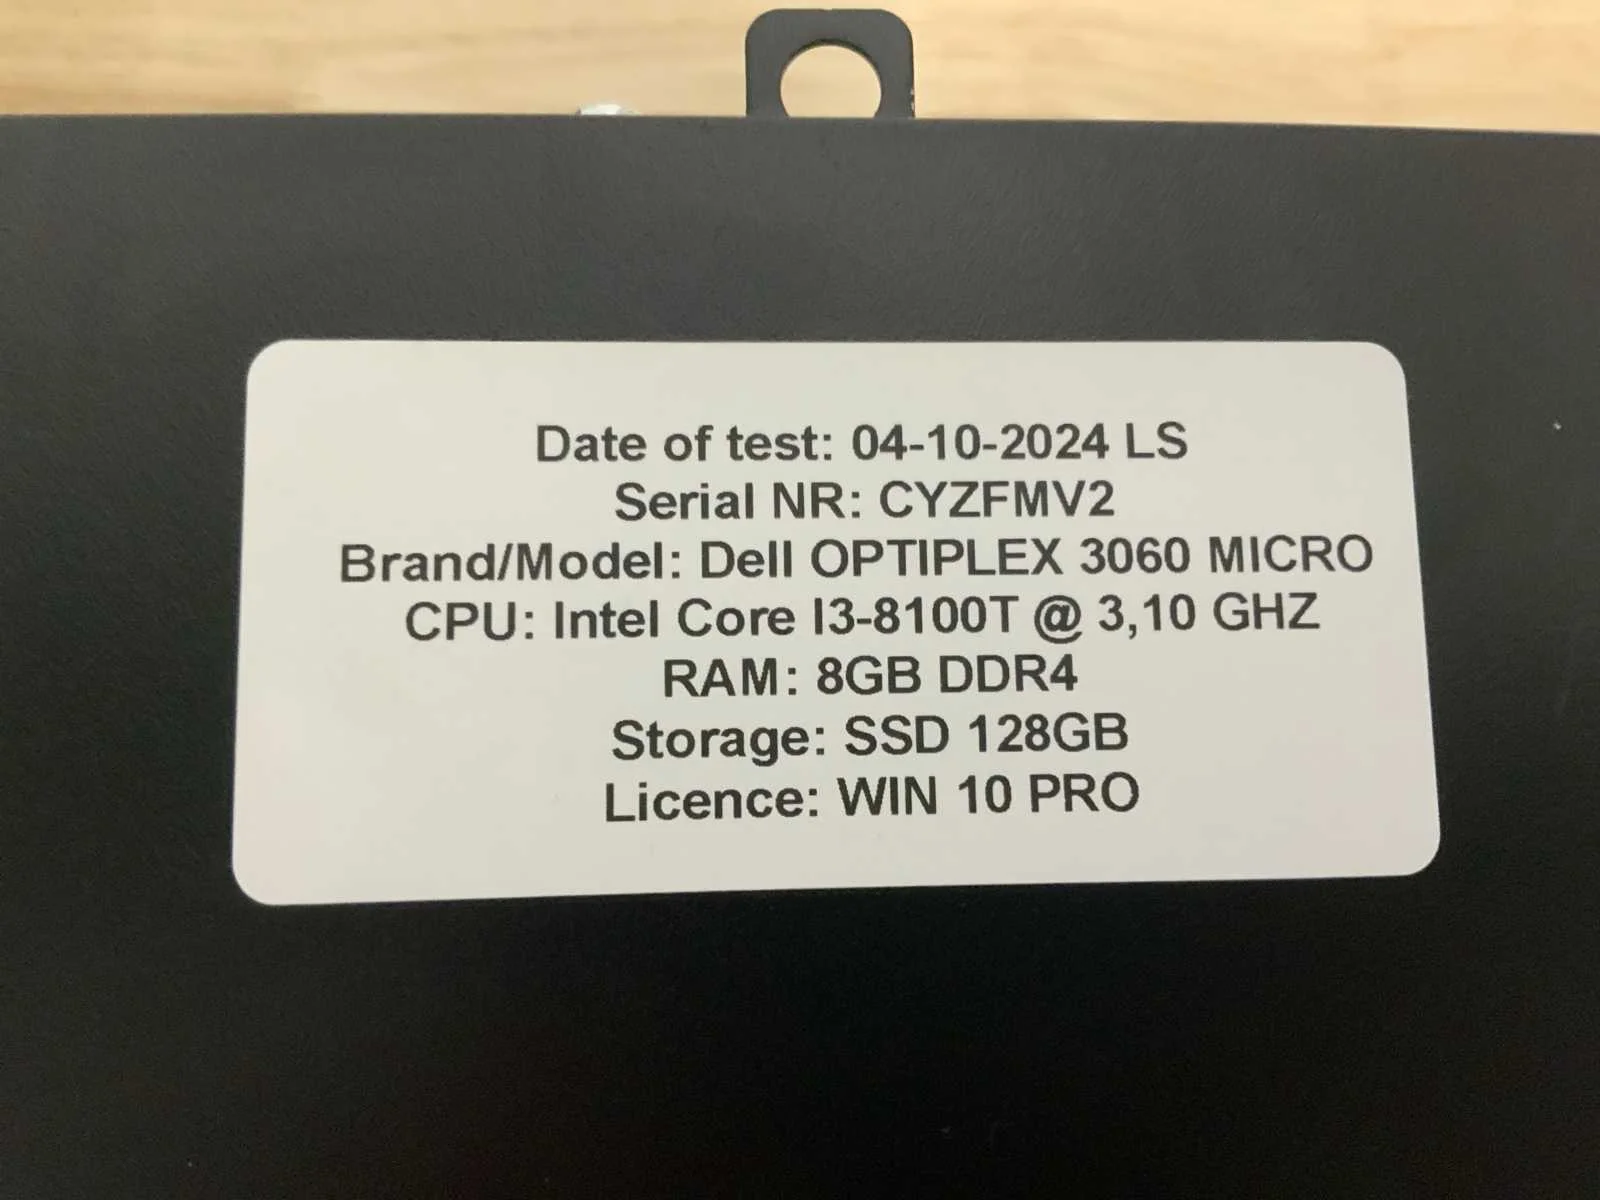 Date of test: 04-10-2024 LS
Serial NR: CYZFMV2
Brand/Model: Dell OPTIPLEX 3060 MICRO
CPU: Intel Core I3-8100T @ 3,10 GHZ
RAM: 8GB DDR4
Storage: SSD 128GB
Licence: WIN 10 PRO